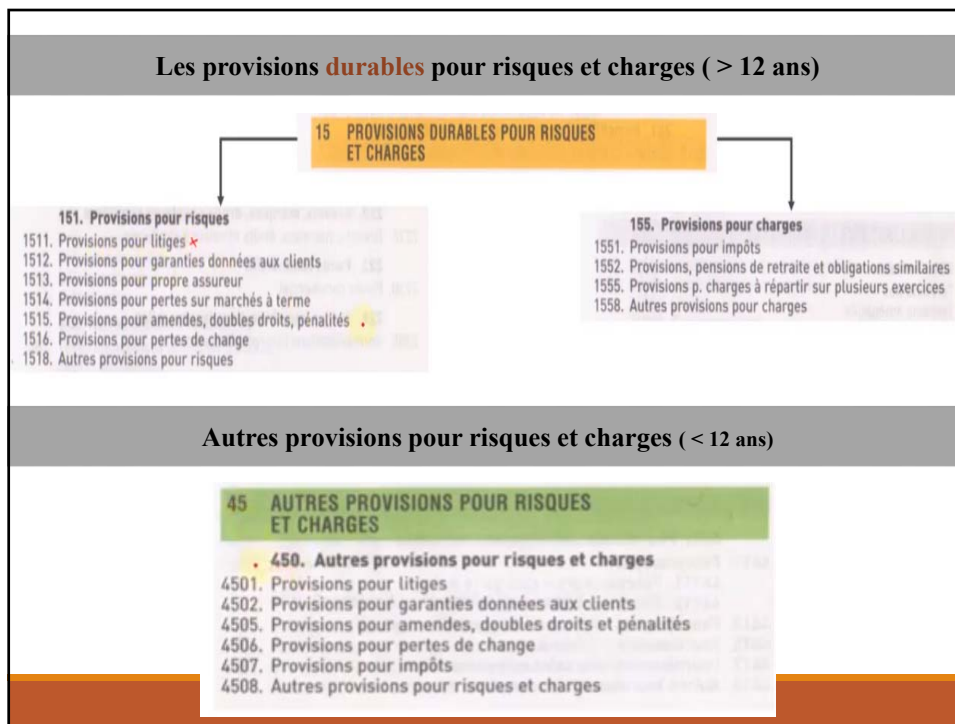 Les provisions durables pour risques et charges ( > 12 ans)
15 PROVISIONS DURABLES POUR RISQUES
ET CHARGES
151. Provisions pour risques
1511. Provisions pour litiges ×
1512. Provisions pour garanties données aux clients
1513. Provisions pour propre assureur
1514. Provisions pour pertes sur marchés à terme
1515. Provisions pour amendes, doubles droits, pénalités .
1516. Provisions pour pertes de change
1518. Autres provisions pour risques
155. Provisions pour charges
1551. Provisions pour impôts
1552. Provisions, pensions de retraite et obligations similaires
1555. Provisions p. charges à répartir sur plusieurs exercices
1558. Autres provisions pour charges
Autres provisions pour risques et charges ( < 12 ans)
45 AUTRES PROVISIONS POUR RISQUES
ET CHARGES
. 450. Autres provisions pour risques et charges
4501. Provisions pour litiges
4502. Provisions pour garanties données aux clients
4505. Provisions pour amendes, doubles droits et pénalités
4506. Provisions pour pertes de change
4507. Provisions pour impôts
4508. Autres provisions pour risques et charges